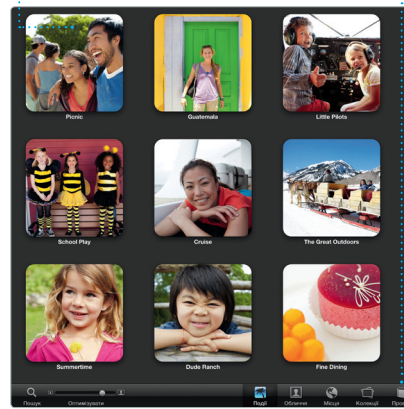 Picnic Guatemala Little Pilots
School Play Cruise The Great Outdoors
Summertime Dude Ranch Fine Dining
Пошук Оптимізувати Події Обличчя Місця Колекції